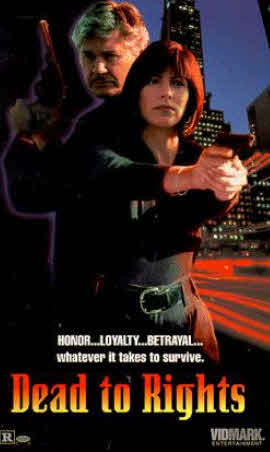 HONOR...LOYALTY...BETRAYAL...
whatever it takes to survive.
Dead to Rights
R
VIDMARK
ENTERTAINMENT